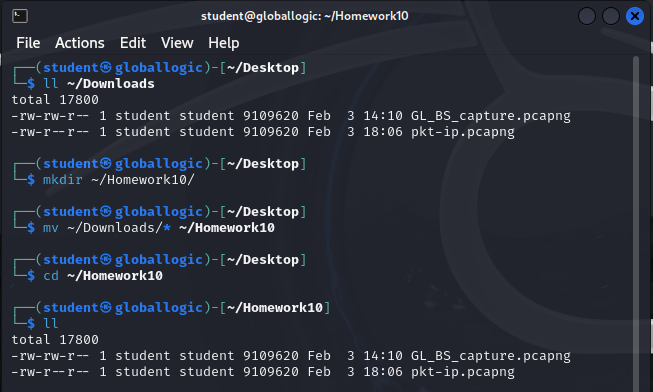 student@globallogic: ~/Homework10
File Actions Edit View Help
┌──(student㉿globallogic)-[~/Desktop]
└─$ ll ~/Downloads
total 17800
-rw-rw-r-- 1 student student 9109620 Feb  3 14:10 GL_BS_capture.pcapng
-rw-r--r-- 1 student student 9109620 Feb  3 18:06 pkt-ip.pcapng
┌──(student㉿globallogic)-[~/Desktop]
└─$ mkdir ~/Homework10/
┌──(student㉿globallogic)-[~/Desktop]
└─$ mv ~/Downloads/* ~/Homework10
┌──(student㉿globallogic)-[~/Desktop]
└─$ cd ~/Homework10
┌──(student㉿globallogic)-[~/Homework10]
└─$ ll
total 17800
-rw-rw-r-- 1 student student 9109620 Feb  3 14:10 GL_BS_capture.pcapng
-rw-r--r-- 1 student student 9109620 Feb  3 18:06 pkt-ip.pcapng